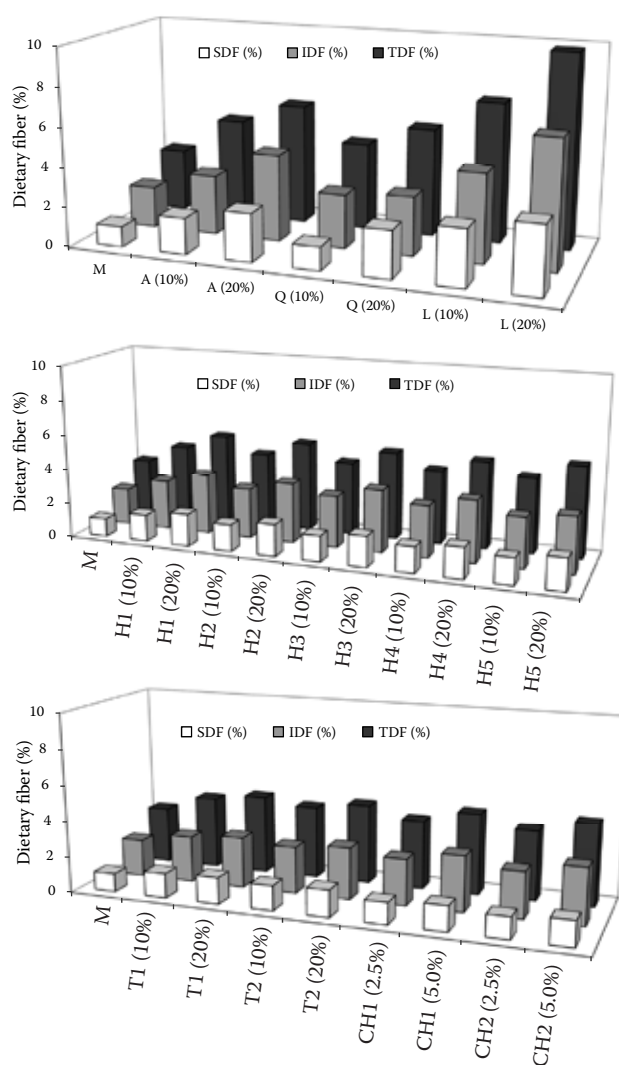 10
SDF (%) IDF (%) TDF (%)
8
6
4
2
0
Dietary fiber (%)
M A (10%) A (20%) Q (10%) Q (20%) L (10%) L (20%)
10
SDF (%) IDF (%) TDF (%)
8
6
4
2
0
Dietary fiber (%)
M H1 (10%) H1 (20%) H2 (10%) H2 (20%) H3 (10%) H3 (20%) H4 (10%) H4 (20%) H5 (10%) H5 (20%)
10
SDF (%) IDF (%) TDF (%)
8
6
4
2
0
Dietary fiber (%)
M T1 (10%) T1 (20%) T2 (10%) T2 (20%) CH1 (2.5%) CH1 (5.0%) CH2 (2.5%) CH2 (5.0%)